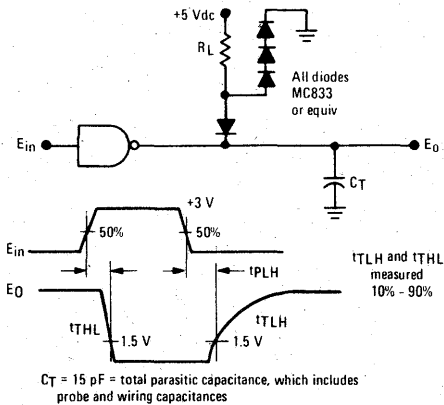 +5 Vdc
RL
All diodes
MC833
or equiv
Ein
Eo
CT
+3 V
50%
50%
Ein
tPLH
tTLH and tTHL
measured
10% - 90%
EO
tTHL
1.5 V
tTLH
1.5 V
CT = 15 pF = total parasitic capacitance, which includes
probe and wiring capacitances